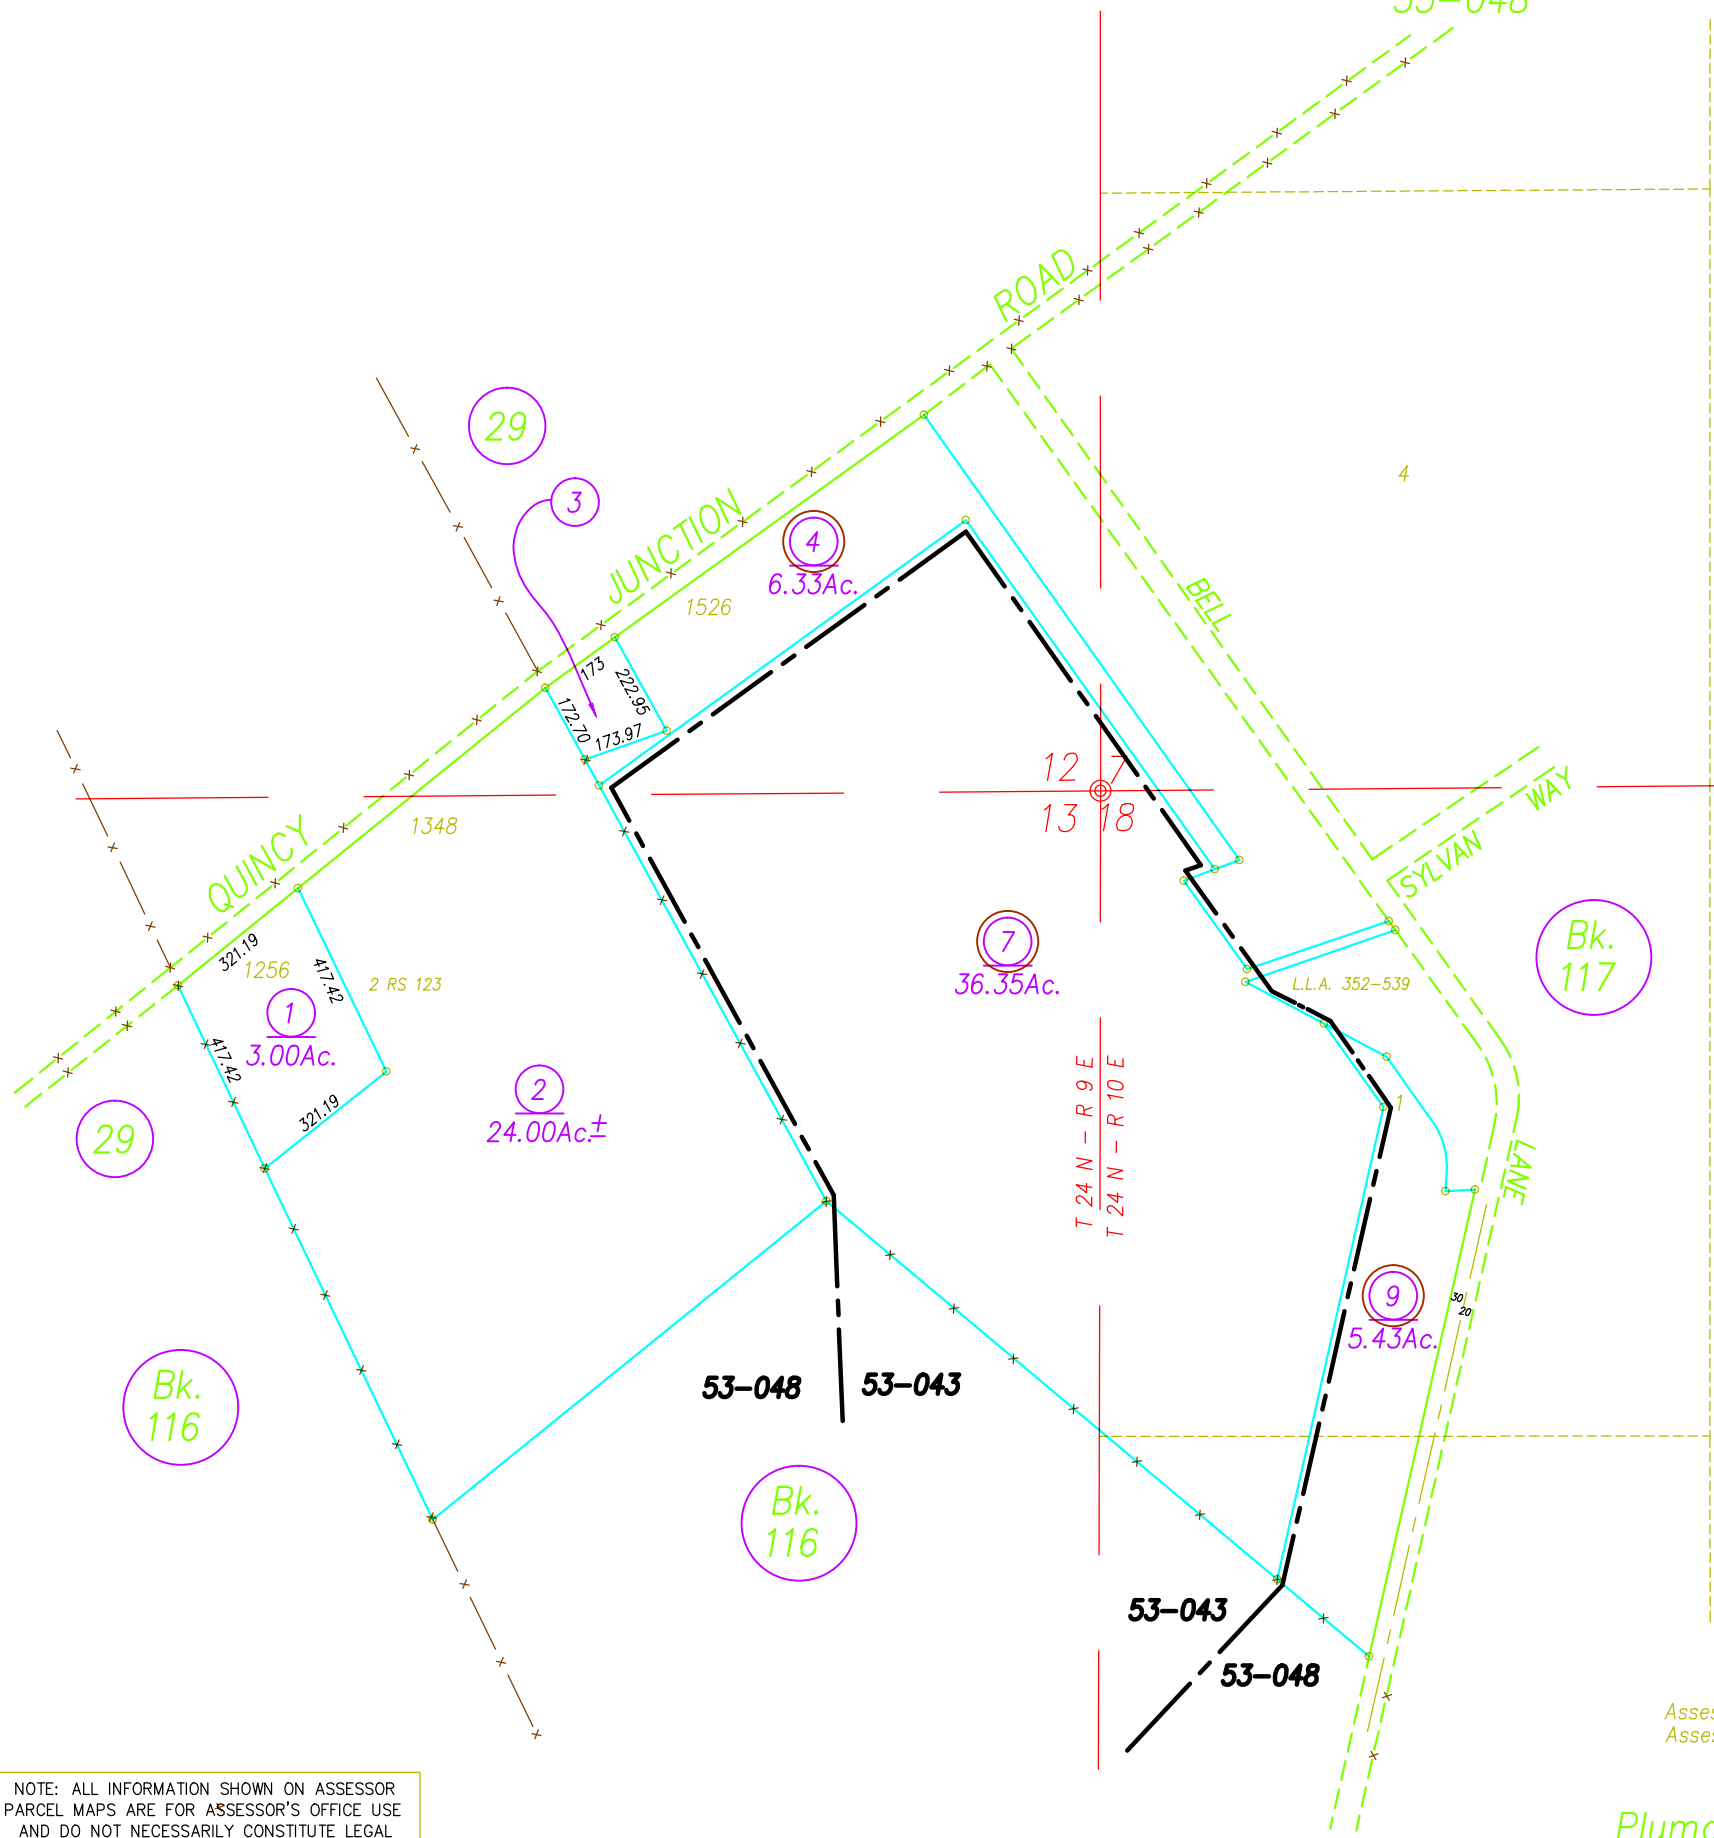 53-048
ROAD
29
3
4
JUNCTION
4
6.33Ac.
1526
BELL
173
222.95
172.70
173.97
12
7
13
18
WAY
SYLVAN
1348
QUINCY
321.19
1256
417.42
2 RS 123
7
36.35Ac.
L.L.A. 352-539
Bk.
117
1
3.00Ac.
417.42
321.19
2
24.00Ac.±
29
T 24 N - R 9 E
T 24 N - R 10 E
1
LANE
9
5.43Ac.
30
20
Bk.
116
53-048
53-043
Bk.
116
53-043
53-048
NOTE: ALL INFORMATION SHOWN ON ASSESSOR
PARCEL MAPS ARE FOR ASSESSOR'S OFFICE USE
AND DO NOT NECESSARILY CONSTITUTE LEGAL